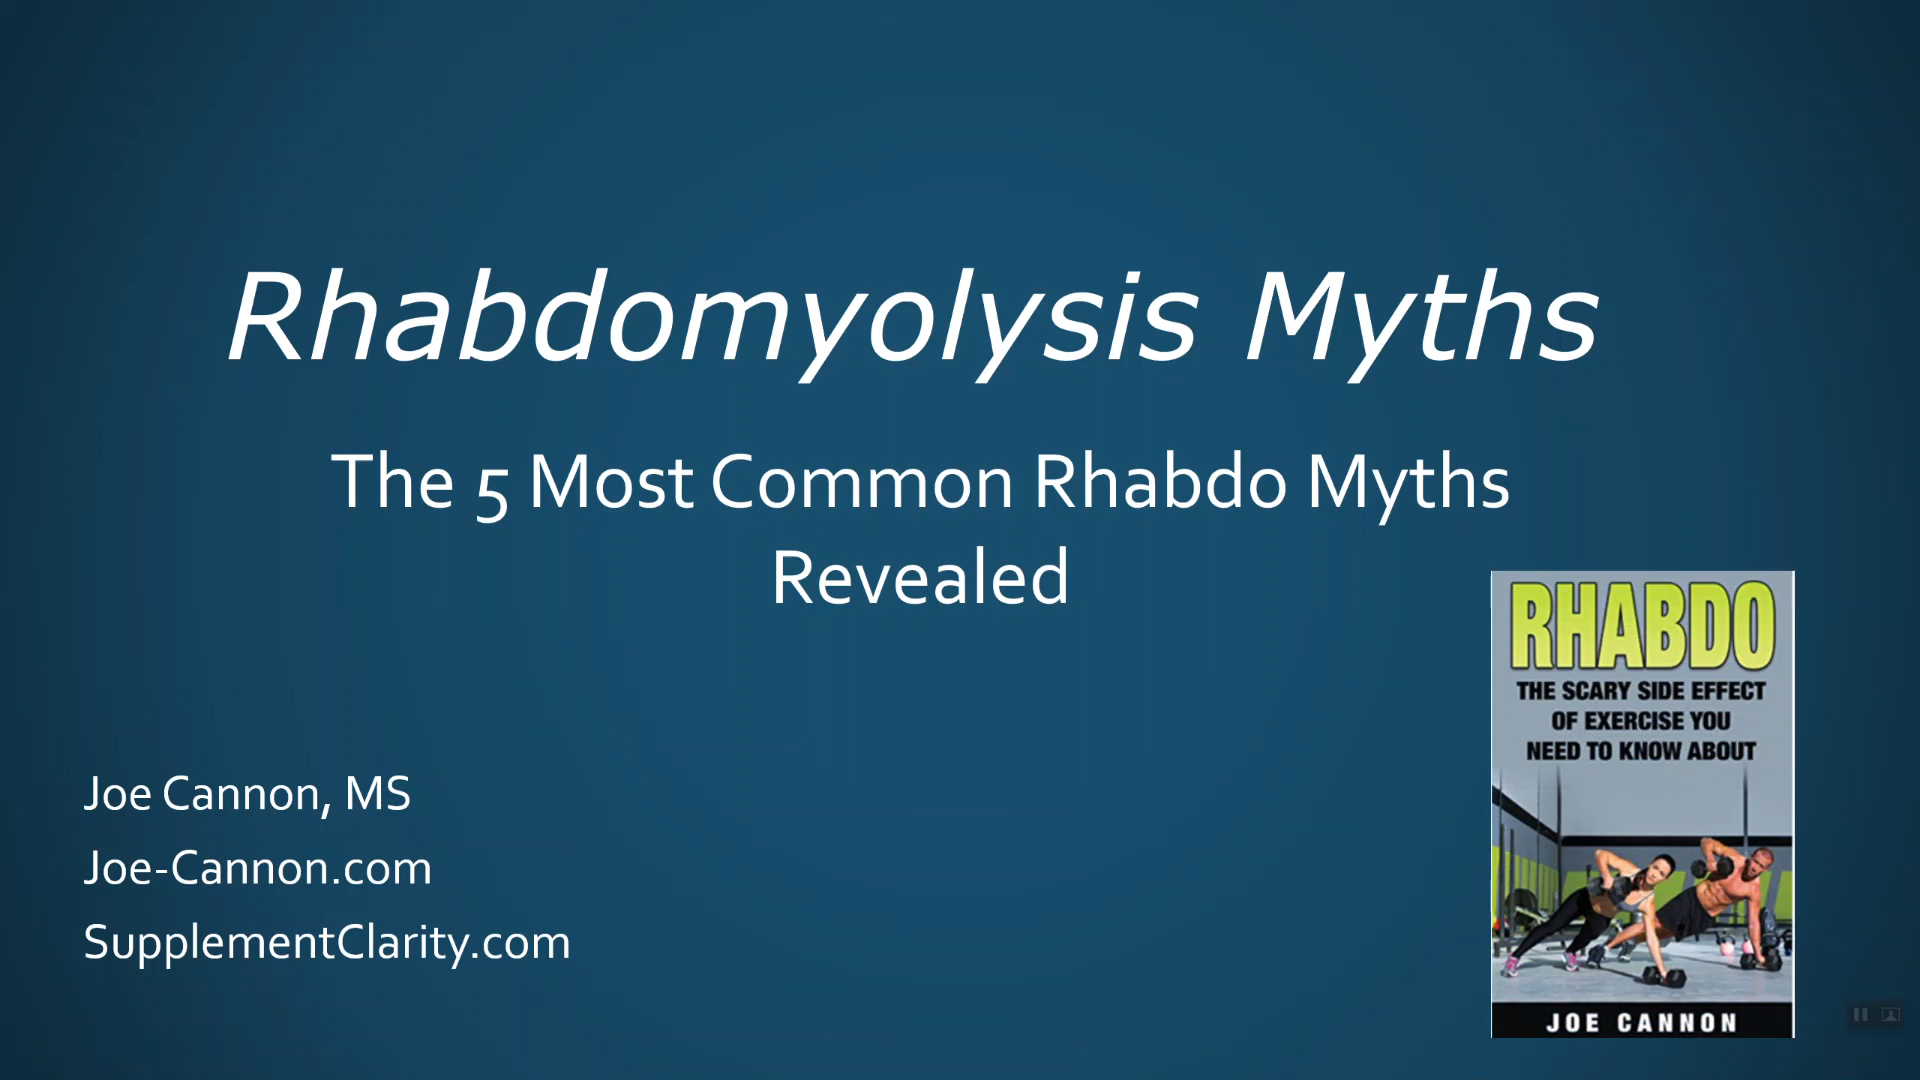 Rhabdomyolysis Myths
The 5 Most Common Rhabdo Myths
Revealed
Joe Cannon, MS
Joe-Cannon.com
SupplementClarity.com
RHABDO
THE SCARY SIDE EFFECT
OF EXERCISE YOU
NEED TO KNOW ABOUT
JOE CANNON